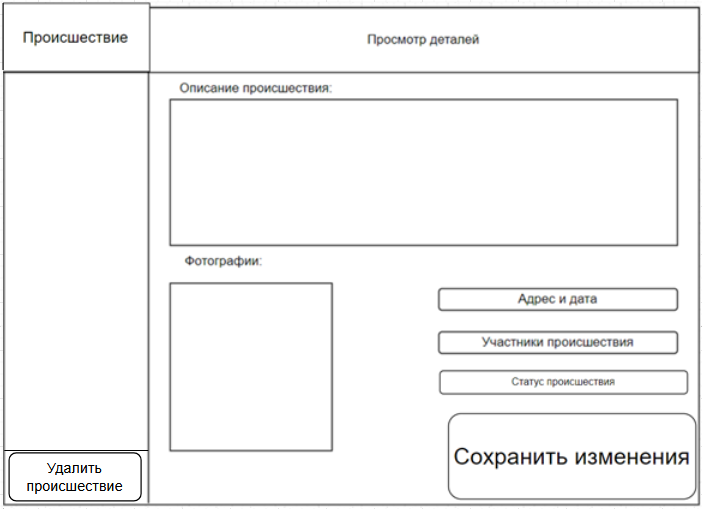 Происшествие
Просмотр деталей
Описание происшествия:
Фотографии:
Адрес и дата
Участники происшествия
Статус происшествия
Сохранить изменения
Удалить
происшествие